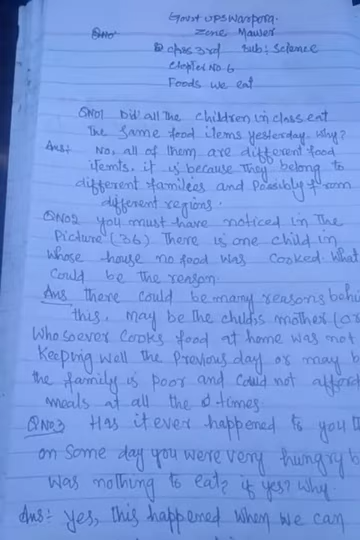 Govt UPS Warpora
Zone Mawer
class 3rd Sub: Science
Chapter No. 6
Foods we eat
QNo1 Did all the children in class eat
the same food items yesterday. Why?
Ans: No, all of them ate different food
items, it is because they belong to
different families and possibly from
different regions.
QNo2 You must have noticed in the
Picture (36) There is one child in
whose house no food was cooked. What
could be the reason.
Ans There could be many reasons behi
this, May be the childs mother (or
Whosoever cooks food at home was not
Keeping well the previous day or may b
the family is poor and could not affor
meals at all the times.
QNo3 Has it ever happened to you th
on some day you were very hungry b
was nothing to eat? if yes? Why.
Ans:- Yes, this happened when we can